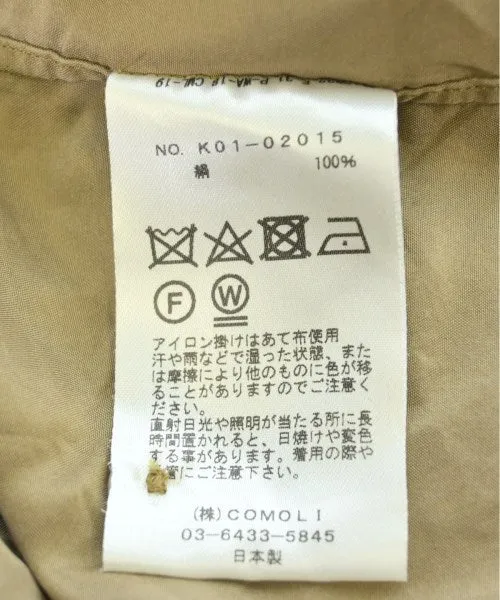 NO. K01-02015
絹 100%
F W
アイロン掛けはあて布使用
汗や雨などで湿った状態、また
は摩擦により他のものに色が移
ることがありますのでご注意く
ださい。
直射日光や照明が当たる所に長
時間置かれると、日焼けや変色
する事があります。着用の際や
管にご注意下さい。
(株) COMOLI
03-6433-5845
日本製